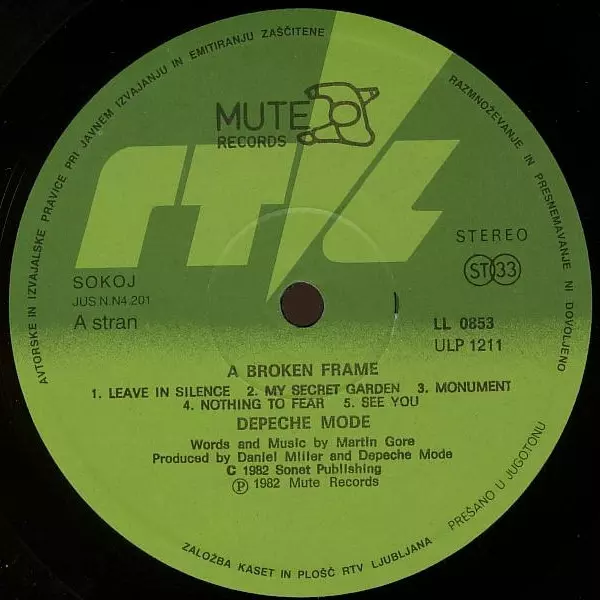 AVTORSKE IN IZVAJALSKE PRAVICE PRI JAVNEM IZVAJANJU IN EMITIRANJU ZAŠČITENE
RAZMNOŽEVANJE IN PRESNEMAVANJE NI DOVOLJENO
MUTE
RECORDS
RTVL
STEREO
SOKOJ
JUS N.N4.201
ST 33
A stran
LL 0853
ULP 1211
A BROKEN FRAME
1. LEAVE IN SILENCE 2. MY SECRET GARDEN 3. MONUMENT
4. NOTHING TO FEAR 5. SEE YOU
DEPECHE MODE
Words and Music by Martin Gore
Produced by Daniel Miller and Depeche Mode
© 1982 Sonet Publishing
℗ 1982 Mute Records
PREŠANO U JUGOTONU
ZALOŽBA KASET IN PLOŠČ RTV LJUBLJANA